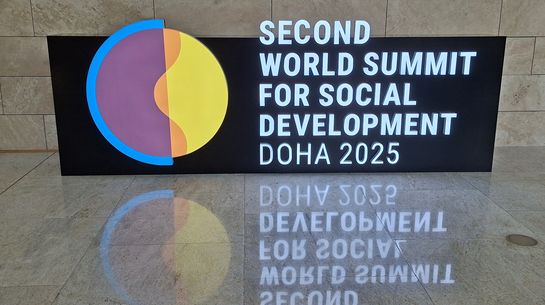 SECOND
WORLD SUMMIT
FOR SOCIAL
DEVELOPMENT
DOHA 2025